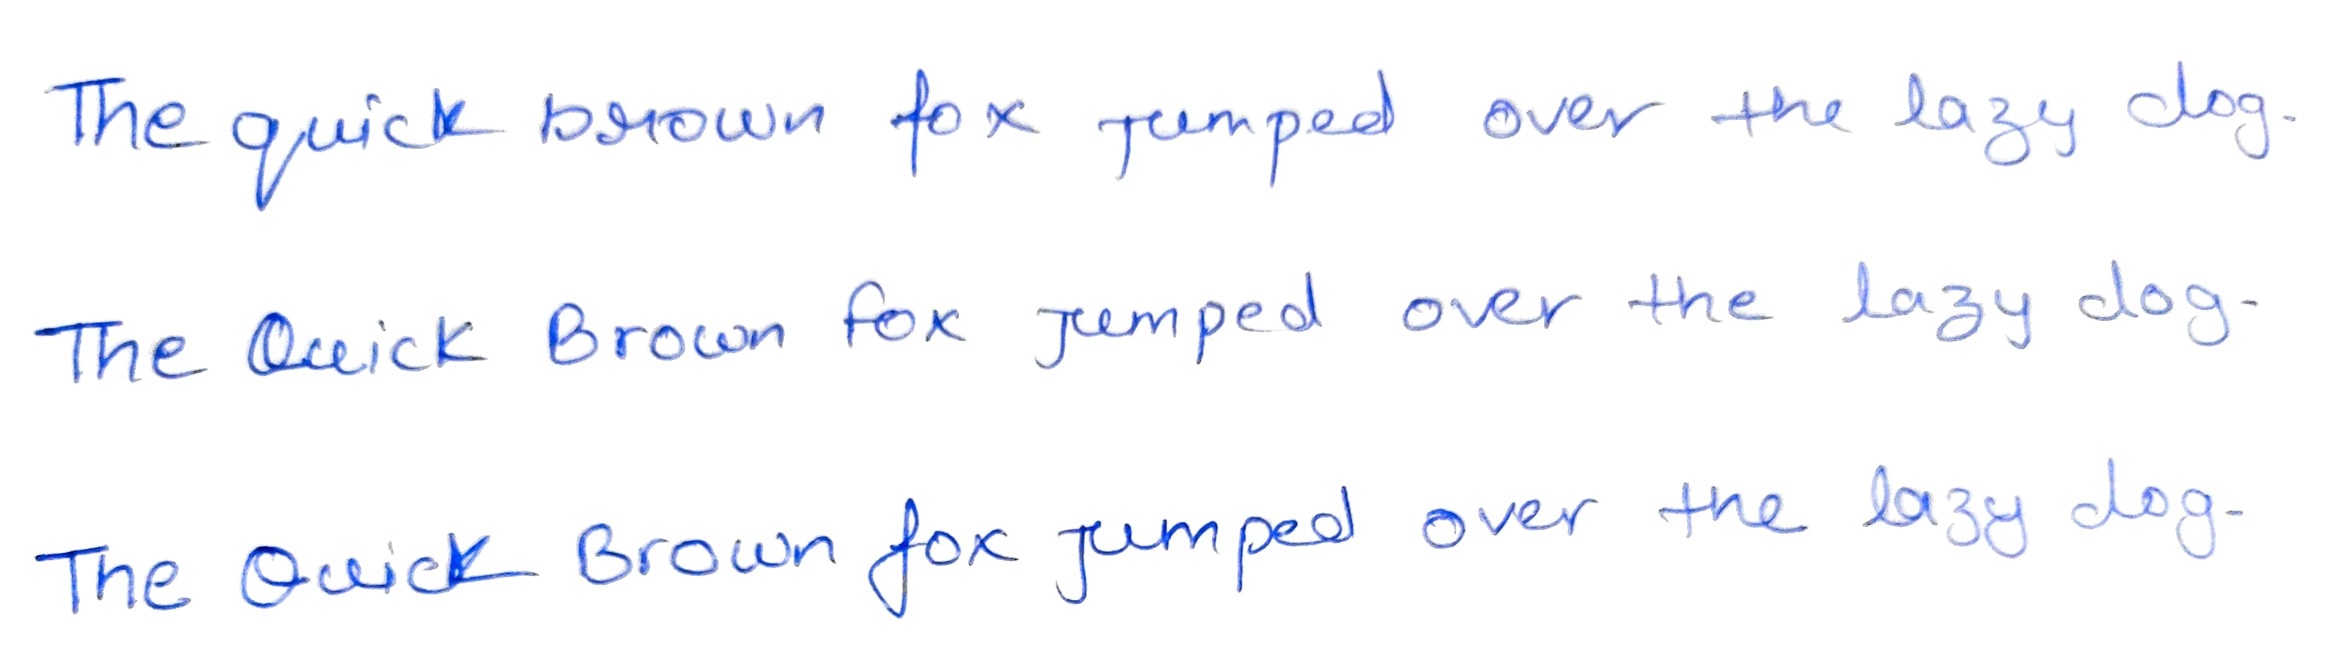 The quick brown fox jumped over the lazy dog.
The Quick Brown fox jumped over the lazy dog.
The Quick Brown fox jumped over the lazy dog.